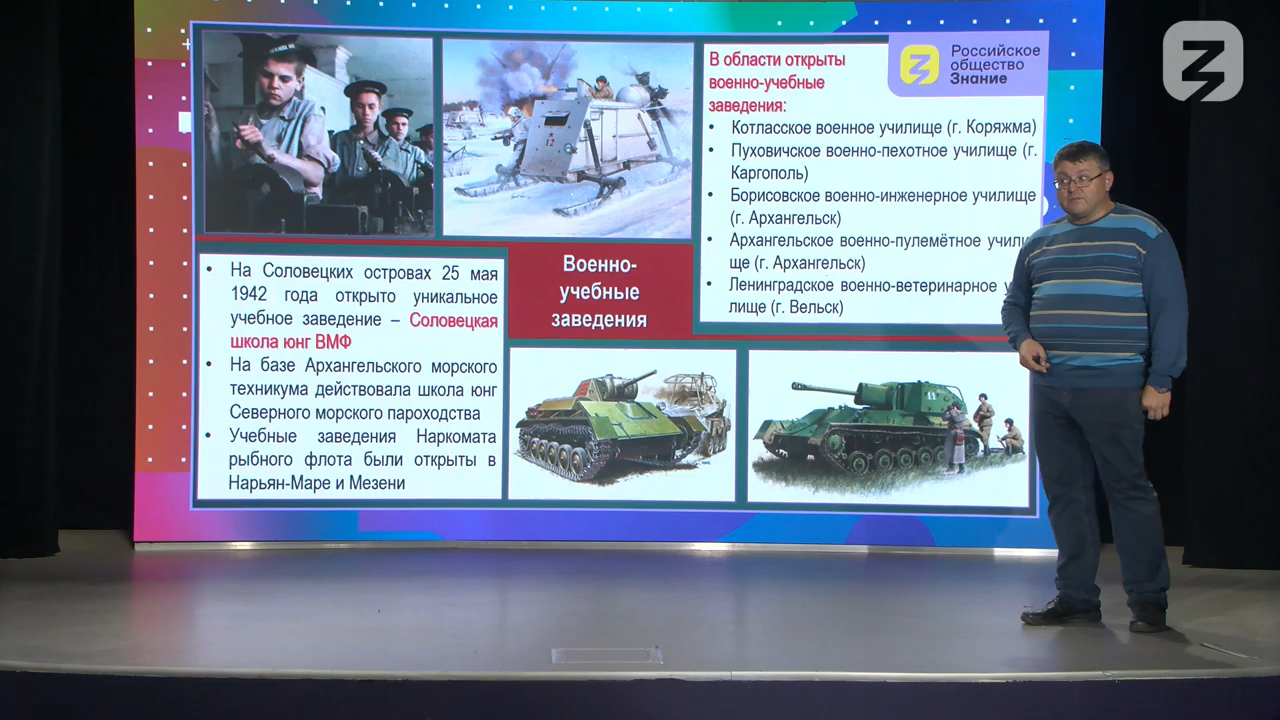 Российское
общество
Знание
В области открыты
военно-учебные
заведения:
• Котласское военное училище (г. Коряжма)
• Пуховичское военно-пехотное училище (г.
Каргополь)
• Борисовское военно-инженерное училище
(г. Архангельск)
• Архангельское военно-пулемётное учили
ще (г. Архангельск)
• Ленинградское военно-ветеринарное
лище (г. Вельск)
Военно-
учебные
заведения
• На Соловецких островах 25 мая
1942 года открыто уникальное
учебное заведение – Соловецкая
школа юнг ВМФ
• На базе Архангельского морского
техникума действовала школа юнг
Северного морского пароходства
• Учебные заведения Наркомата
рыбного флота были открыты в
Нарьян-Маре и Мезени
12